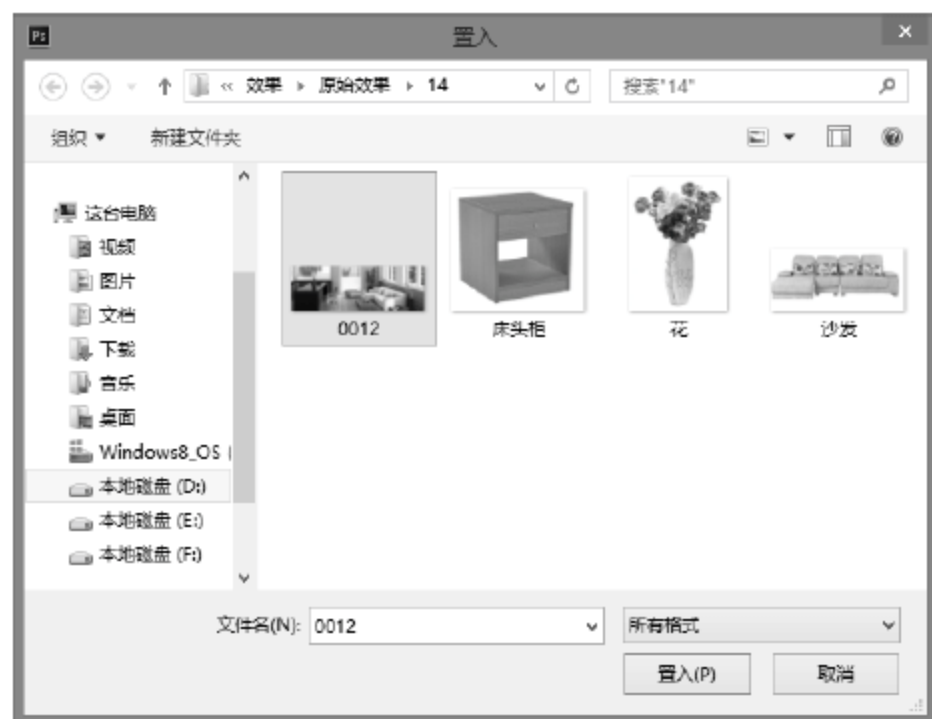 Ps 置入 ×
« 效果 ▸ 原始效果 ▸ 14 搜索"14"
组织 ▼ 新建文件夹
这台电脑
视频
图片
文档
下载
音乐
桌面
Windows8_OS (
本地磁盘 (D:)
本地磁盘 (E:)
本地磁盘 (F:)
0012 床头柜 花 沙发
文件名(N): 0012 所有格式
置入(P) 取消